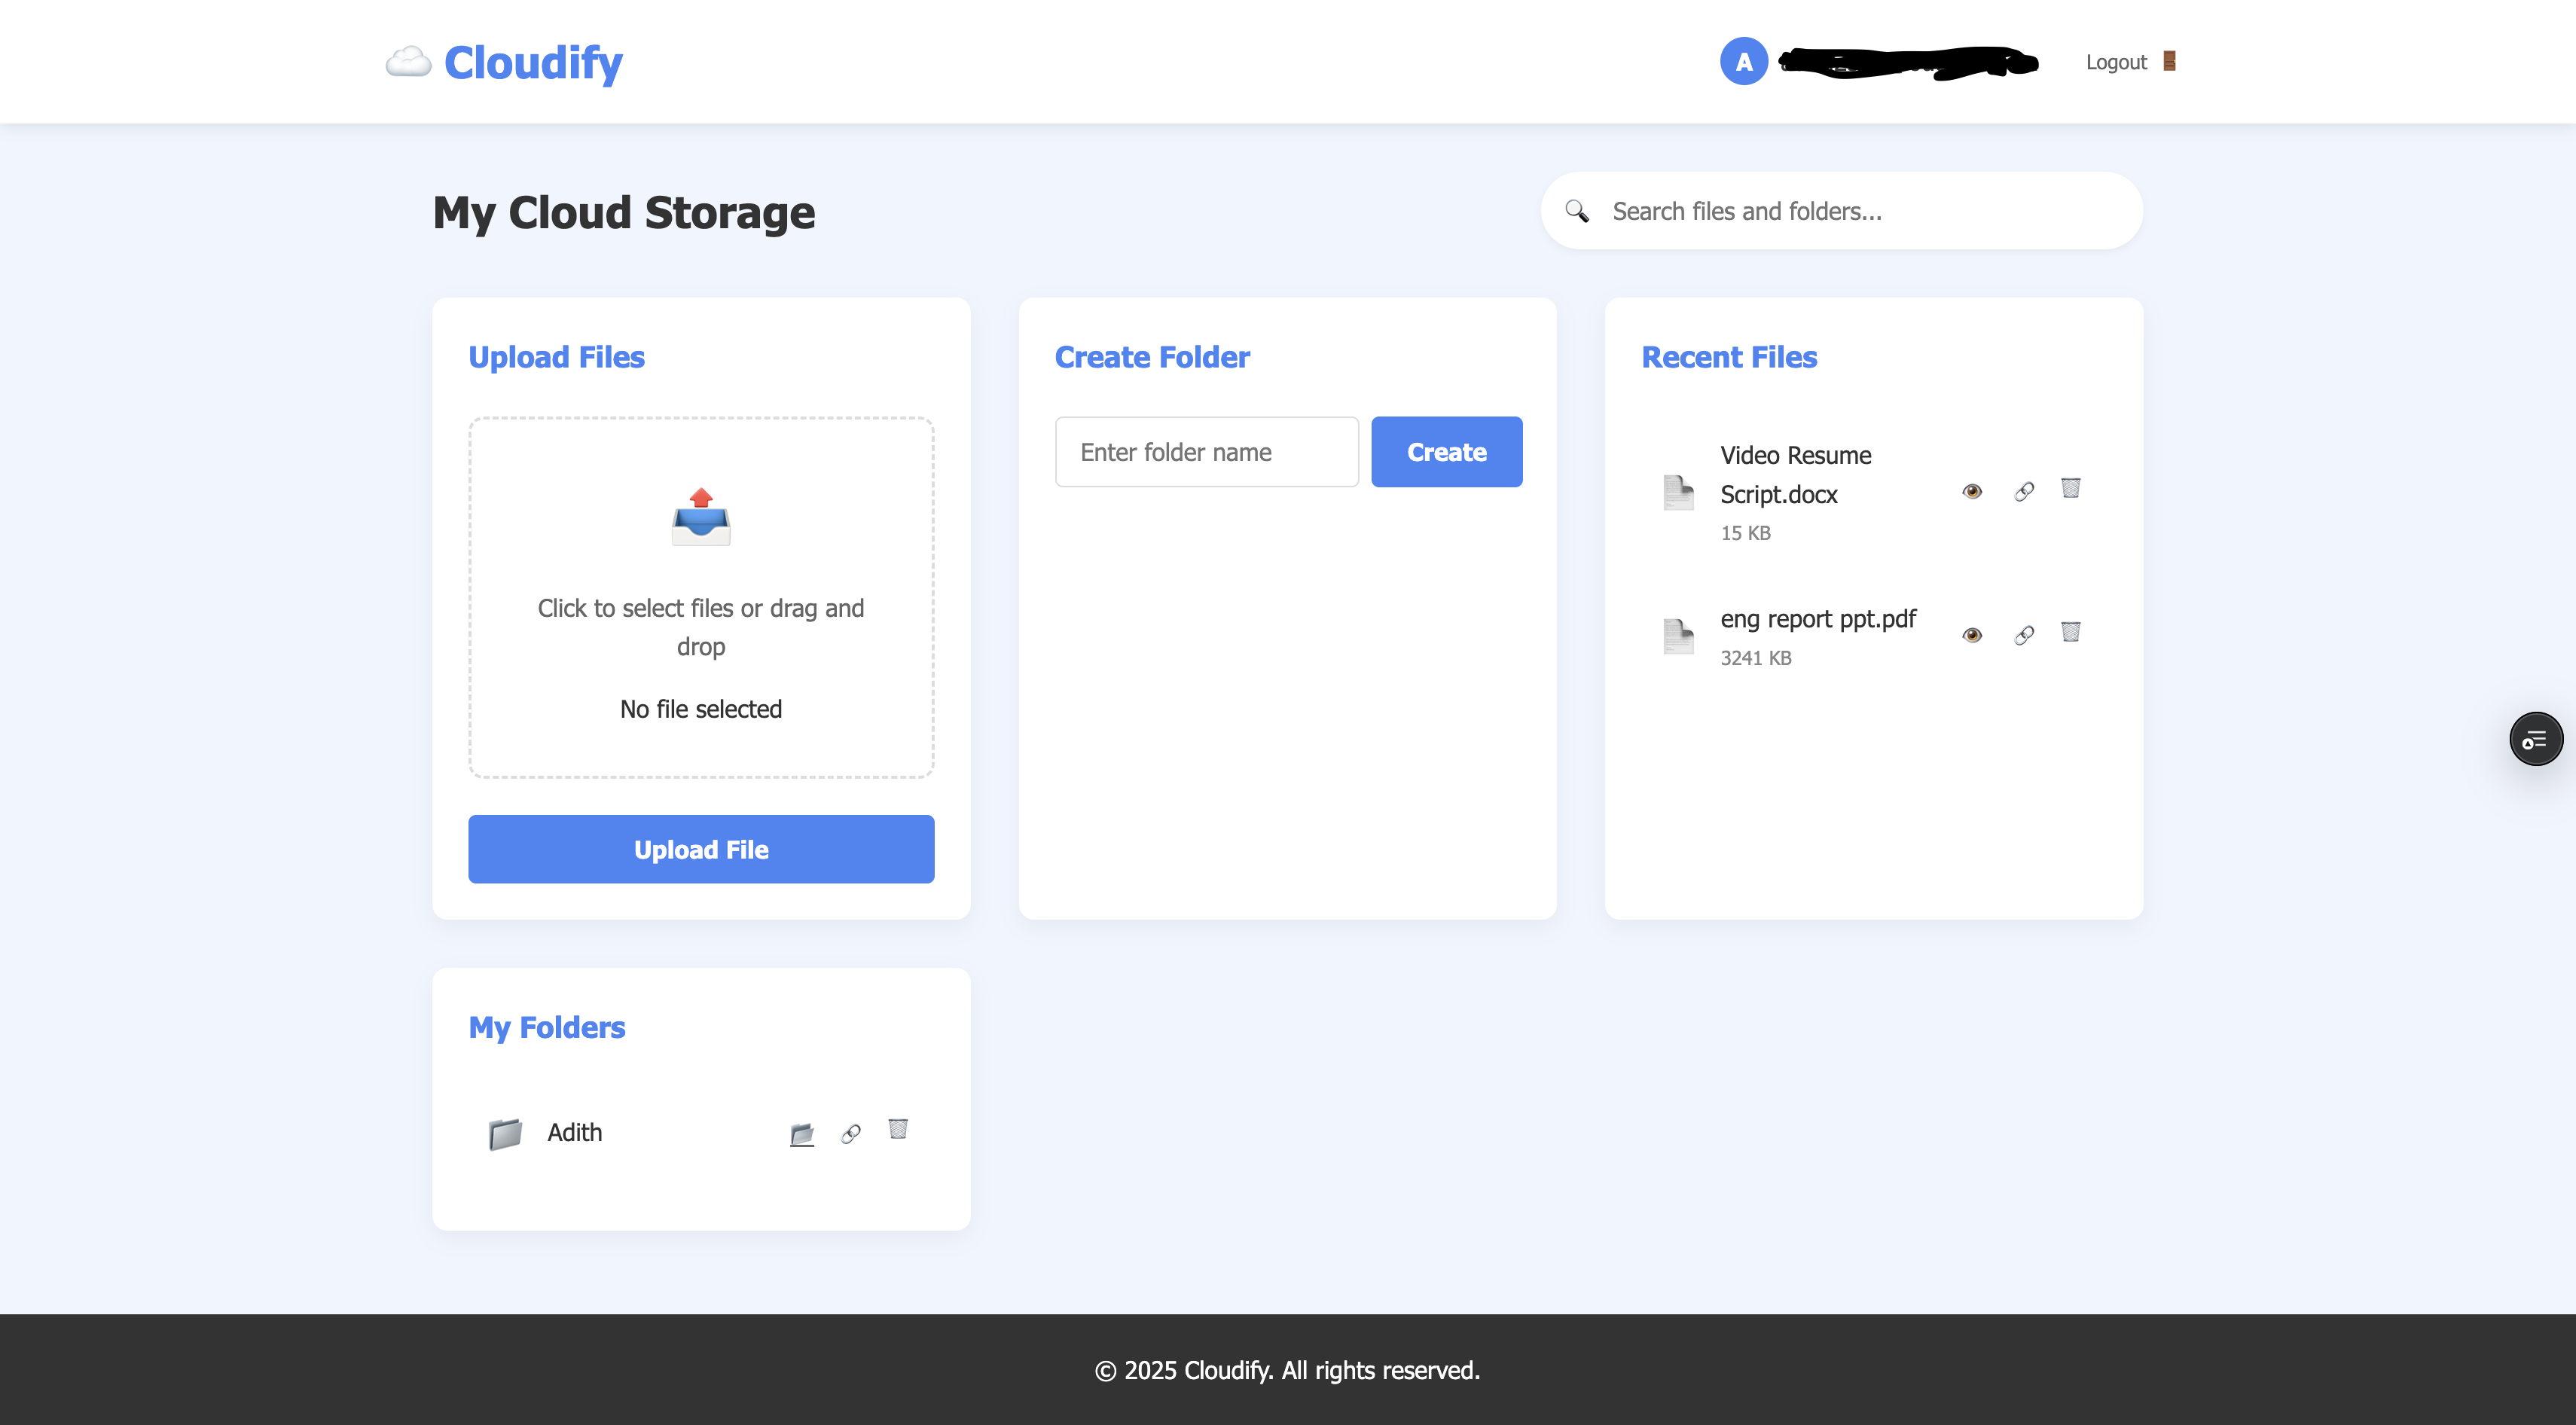 Cloudify
A
Logout
My Cloud Storage
Search files and folders...
Upload Files
Click to select files or drag and
drop
No file selected
Upload File
Create Folder
Enter folder name
Create
Recent Files
Video Resume
Script.docx
15 KB
eng report ppt.pdf
3241 KB
My Folders
Adith
© 2025 Cloudify. All rights reserved.